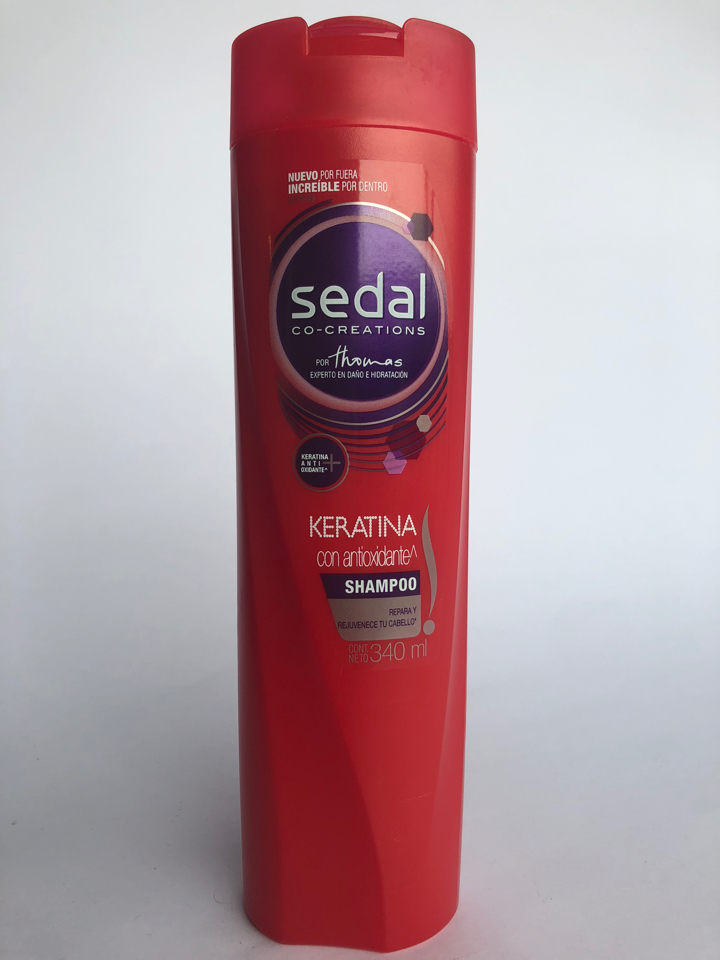 NUEVO POR FUERA
INCREÍBLE POR DENTRO
sedal
CO-CREATIONS
POR Thomas
EXPERTO EN DAÑO E HIDRATACIÓN
KERATINA
ANTI
OXIDANTE^
+
KERATINA
con antioxidante^
SHAMPOO
REPARA Y
REJUVENECE TU CABELLO*
CONT.
NETO 340 ml